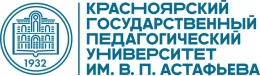 КРАСНОЯРСКИЙ
ГОСУДАРСТВЕННЫЙ
ПЕДАГОГИЧЕСКИЙ
УНИВЕРСИТЕТ
ИМ. В. П. АСТАФЬЕВА
1932